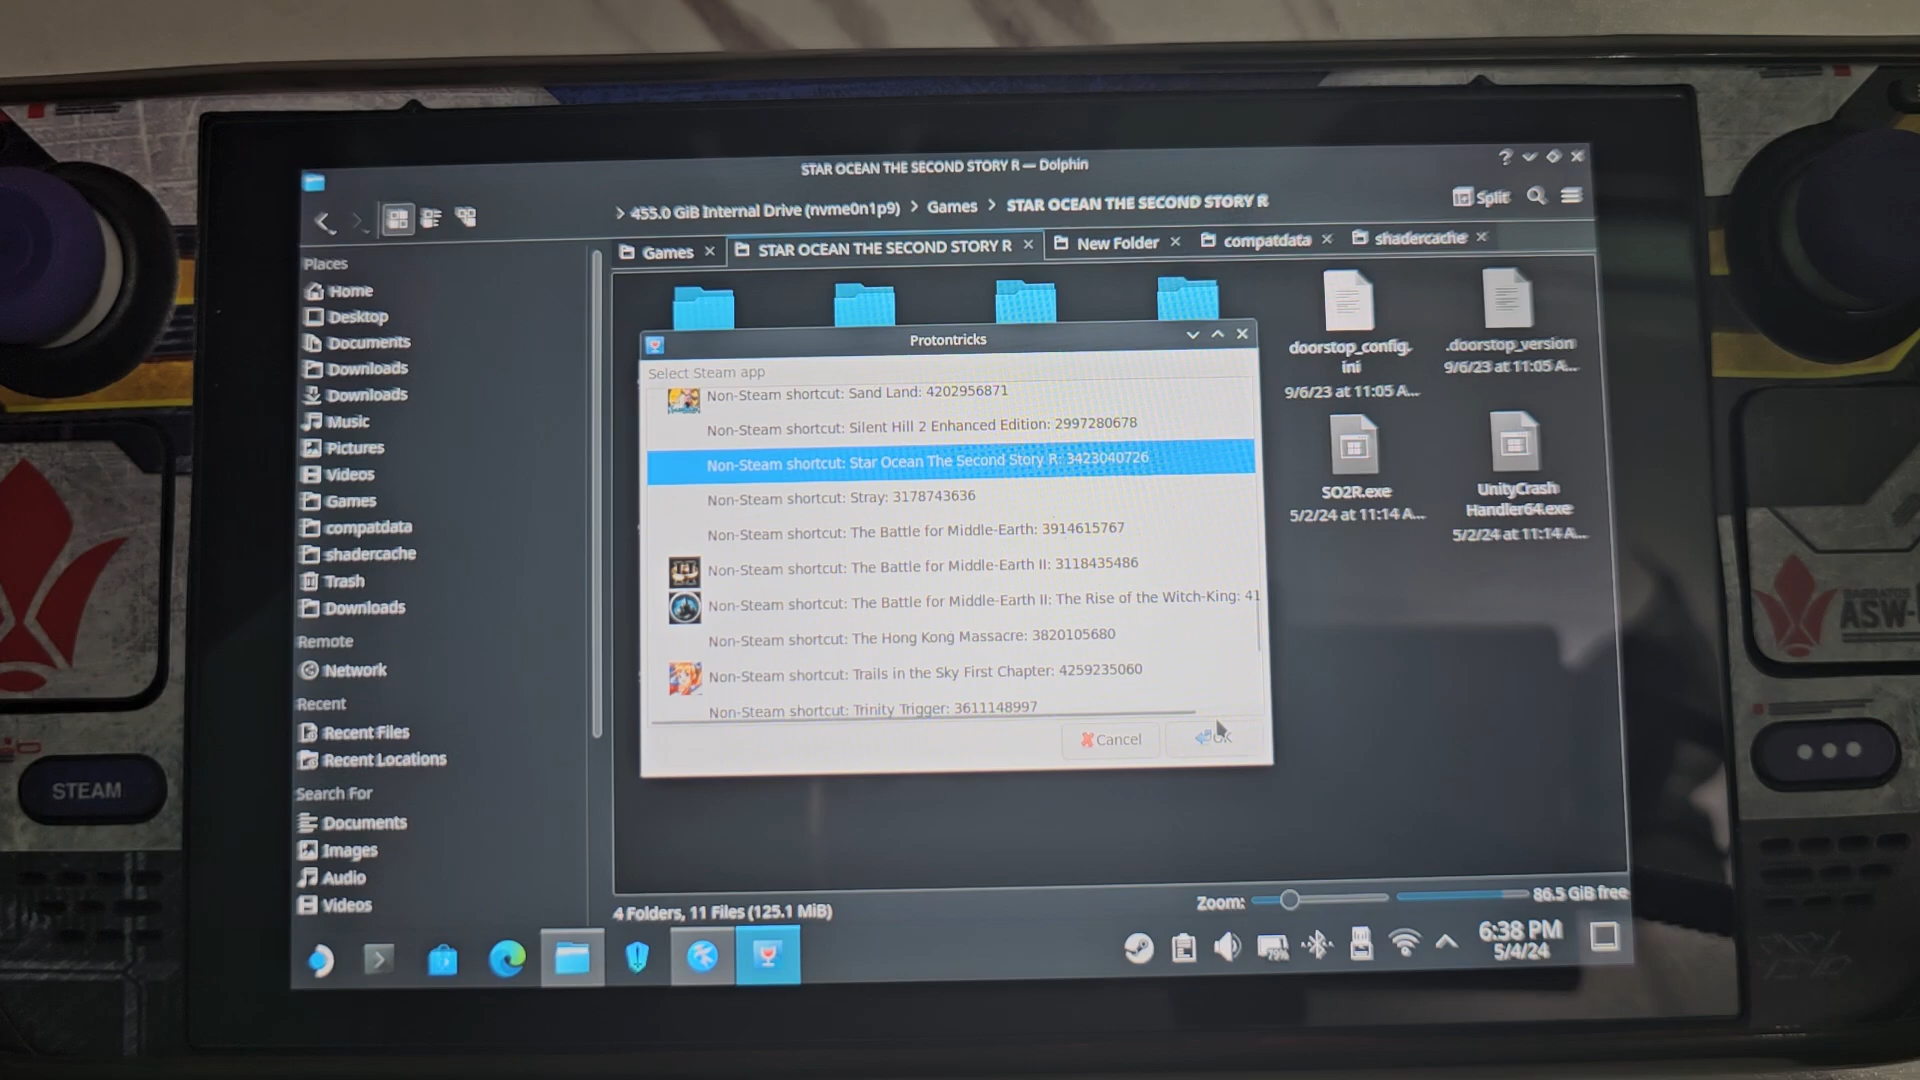 STAR OCEAN THE SECOND STORY R — Dolphin
> 455.0 GiB Internal Drive (nvme0n1p9) > Games > STAR OCEAN THE SECOND STORY R
Split
Games
STAR OCEAN THE SECOND STORY R
New Folder
compatdata
shadercache
Places
Home
Desktop
Documents
Downloads
Downloads
Music
Pictures
Videos
Games
compatdata
shadercache
Trash
Downloads
Remote
Network
Recent
Recent Files
Recent Locations
Search For
Documents
Images
Audio
Videos
doorstop_config.
ini
9/6/23 at 11:05 A...
.doorstop_version
9/6/23 at 11:05 A...
SO2R.exe
5/2/24 at 11:14 A...
UnityCrash
Handler64.exe
5/2/24 at 11:14 A...
Protontricks
Select Steam app
Non-Steam shortcut: Sand Land: 4202956871
Non-Steam shortcut: Silent Hill 2 Enhanced Edition: 2997280678
Non-Steam shortcut: Star Ocean The Second Story R: 3423040726
Non-Steam shortcut: Stray: 3178743636
Non-Steam shortcut: The Battle for Middle-Earth: 3914615767
Non-Steam shortcut: The Battle for Middle-Earth II: 3118435486
Non-Steam shortcut: The Battle for Middle-Earth II: The Rise of the Witch-King: 41
Non-Steam shortcut: The Hong Kong Massacre: 3820105680
Non-Steam shortcut: Trails in the Sky First Chapter: 4259235060
Non-Steam shortcut: Trinity Trigger: 3611148997
Cancel
OK
4 Folders, 11 Files (125.1 MiB)
Zoom:
86.5 GiB free
79%
6:38 PM
5/4/24
STEAM
BARBATOS
ASW-